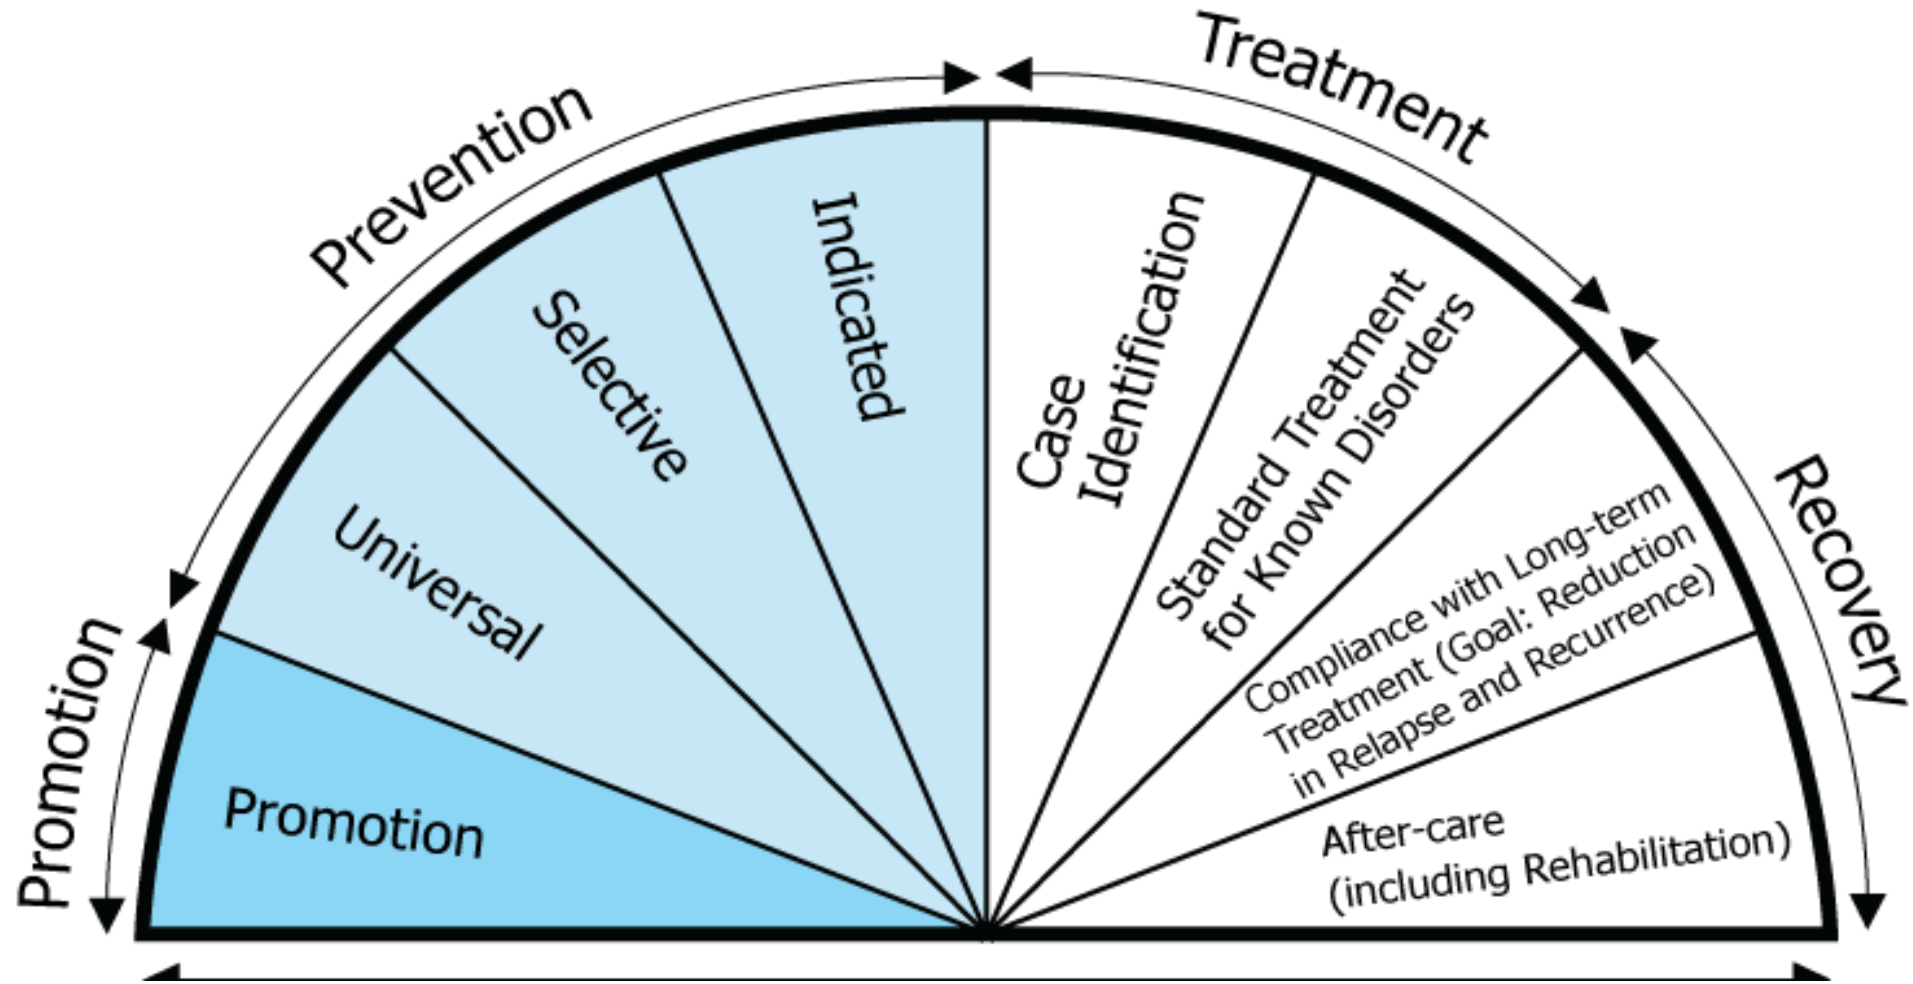 Promotion
Prevention
Treatment
Recovery
Promotion
Universal
Selective
Indicated
Case
Identification
Standard Treatment
for Known Disorders
Compliance with Long-term
Treatment (Goal: Reduction
in Relapse and Recurrence)
After-care
(including Rehabilitation)